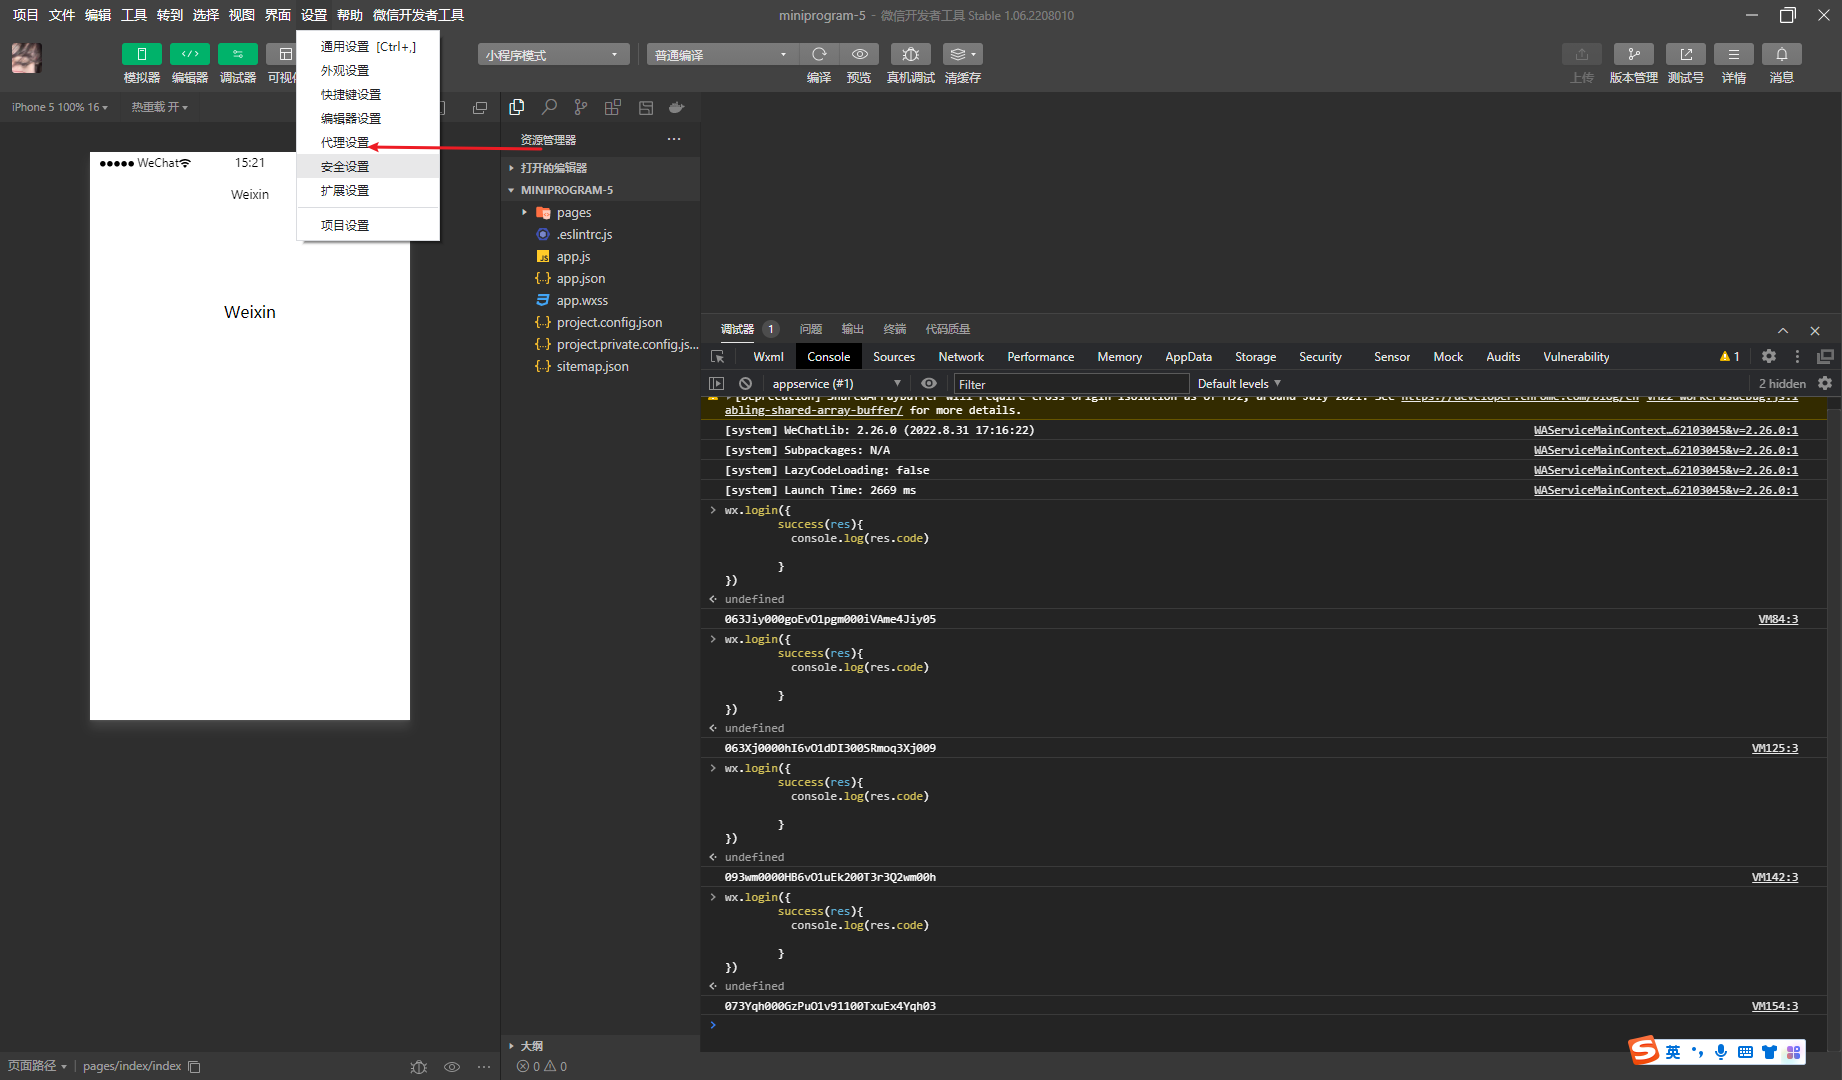 项目 文件 编辑 工具 转到 选择 视图 界面 设置 帮助 微信开发者工具
miniprogram-5 - 微信开发者工具 Stable 1.06.2208010
通用设置 [Ctrl+,]
外观设置
快捷键设置
编辑器设置
代理设置
安全设置
扩展设置
项目设置
小程序模式
普通编译
模拟器 编辑器 调试器
编译 预览 真机调试 清缓存
上传 版本管理 测试号 详情 消息
iPhone 5 100% 16
热重载 开
WeChat
15:21
Weixin
Weixin
资源管理器
打开的编辑器
MINIPROGRAM-5
pages
.eslintrc.js
app.js
app.json
app.wxss
project.config.json
project.private.config.js...
sitemap.json
大纲
0 0
调试器 1 问题 输出 终端 代码质量
Wxml Console Sources Network Performance Memory AppData Storage Security Sensor Mock Audits Vulnerability
1
appservice (#1)
Filter
Default levels
2 hidden
abling-shared-array-buffer/ for more details.
[system] WeChatLib: 2.26.0 (2022.8.31 17:16:22) WAServiceMainContext…62103045&v=2.26.0:1
[system] Subpackages: N/A WAServiceMainContext…62103045&v=2.26.0:1
[system] LazyCodeLoading: false WAServiceMainContext…62103045&v=2.26.0:1
[system] Launch Time: 2669 ms WAServiceMainContext…62103045&v=2.26.0:1
> wx.login({
success(res){
console.log(res.code)
}
})
undefined
063Jiy000goEvO1pgm000iVAme4Jiy05 VM84:3
> wx.login({
success(res){
console.log(res.code)
}
})
undefined
063Xj0000hI6vO1dDI300SRmoq3Xj009 VM125:3
> wx.login({
success(res){
console.log(res.code)
}
})
undefined
093wm0000HB6vO1uEk200T3r3Q2wm00h VM142:3
> wx.login({
success(res){
console.log(res.code)
}
})
undefined
073Yqh000GzPuO1v91100TxuEx4Yqh03 VM154:3
>
页面路径 | pages/index/index
英